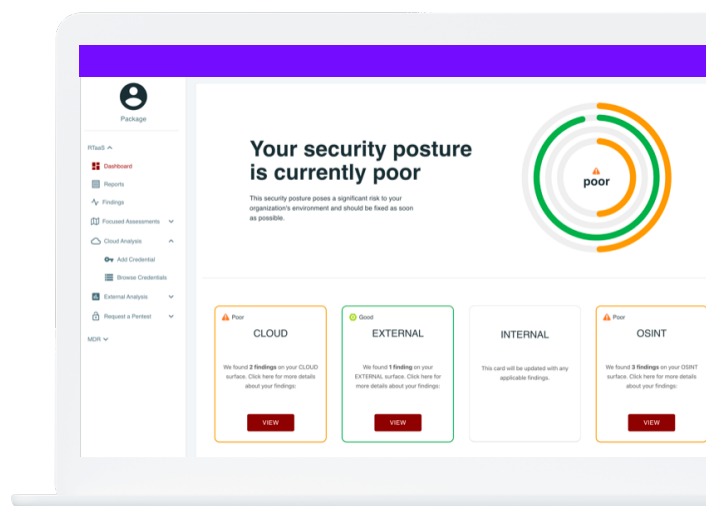 Package
RTaaS
Dashboard
Reports
Findings
Focused Assessments
Cloud Analysis
Add Credential
Browse Credentials
External Analysis
Request a Pentest
MDR
Your security posture
is currently poor
This security posture poses a significant risk to your
organization's environment and should be fixed as soon
as possible.
poor
Poor
CLOUD
We found 2 findings on your CLOUD
surface. Click here for more details
about your findings:
VIEW
Good
EXTERNAL
We found 1 finding on your
EXTERNAL surface. Click here for
more details about your findings:
VIEW
INTERNAL
This card will be updated with any
applicable findings.
Poor
OSINT
We found 3 findings on your OSINT
surface. Click here for more details
about your findings:
VIEW